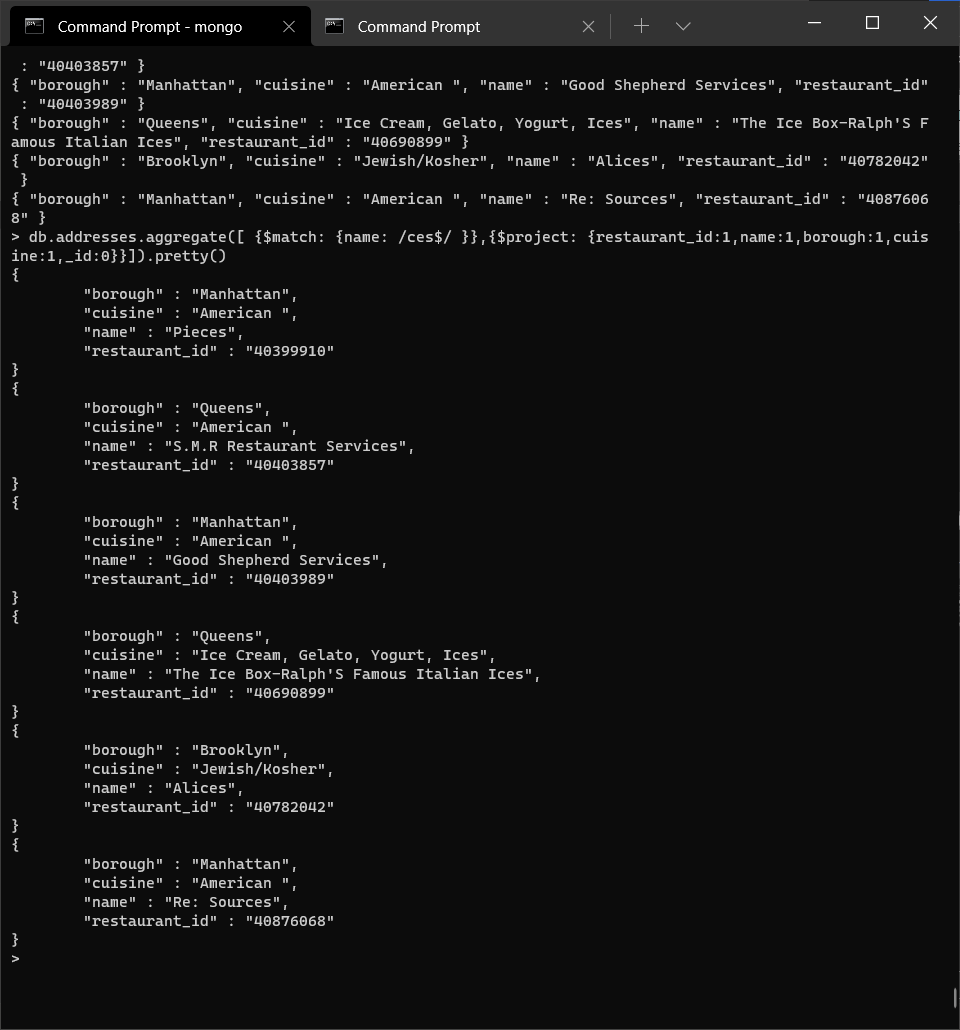 Command Prompt - mongo
Command Prompt
: "40403857" }
{ "borough" : "Manhattan", "cuisine" : "American ", "name" : "Good Shepherd Services", "restaurant_id"
: "40403989" }
{ "borough" : "Queens", "cuisine" : "Ice Cream, Gelato, Yogurt, Ices", "name" : "The Ice Box-Ralph'S F
amous Italian Ices", "restaurant_id" : "40690899" }
{ "borough" : "Brooklyn", "cuisine" : "Jewish/Kosher", "name" : "Alices", "restaurant_id" : "40782042"
}
{ "borough" : "Manhattan", "cuisine" : "American ", "name" : "Re: Sources", "restaurant_id" : "4087606
8" }
> db.addresses.aggregate([ {$match: {name: /ces$/ }},{$project: {restaurant_id:1,name:1,borough:1,cuis
ine:1,_id:0}}]).pretty()
{
"borough" : "Manhattan",
"cuisine" : "American ",
"name" : "Pieces",
"restaurant_id" : "40399910"
}
{
"borough" : "Queens",
"cuisine" : "American ",
"name" : "S.M.R Restaurant Services",
"restaurant_id" : "40403857"
}
{
"borough" : "Manhattan",
"cuisine" : "American ",
"name" : "Good Shepherd Services",
"restaurant_id" : "40403989"
}
{
"borough" : "Queens",
"cuisine" : "Ice Cream, Gelato, Yogurt, Ices",
"name" : "The Ice Box-Ralph'S Famous Italian Ices",
"restaurant_id" : "40690899"
}
{
"borough" : "Brooklyn",
"cuisine" : "Jewish/Kosher",
"name" : "Alices",
"restaurant_id" : "40782042"
}
{
"borough" : "Manhattan",
"cuisine" : "American ",
"name" : "Re: Sources",
"restaurant_id" : "40876068"
}
>